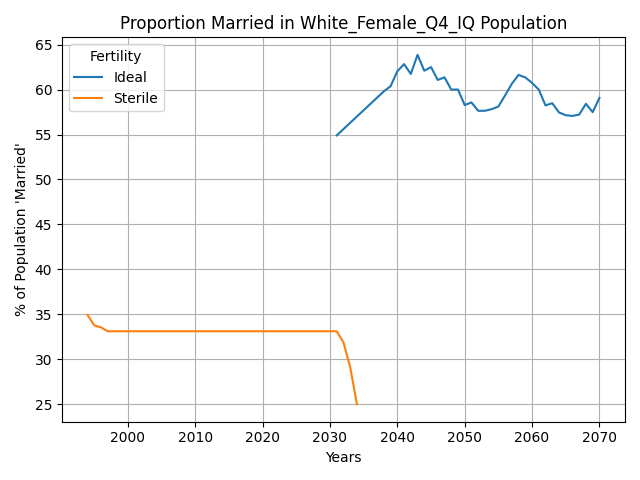 Proportion Married in White_Female_Q4_IQ Population
% of Population 'Married'
65
60
55
50
45
40
35
30
25
Fertility
Ideal
Sterile
2000 2010 2020 2030 2040 2050 2060 2070
Years